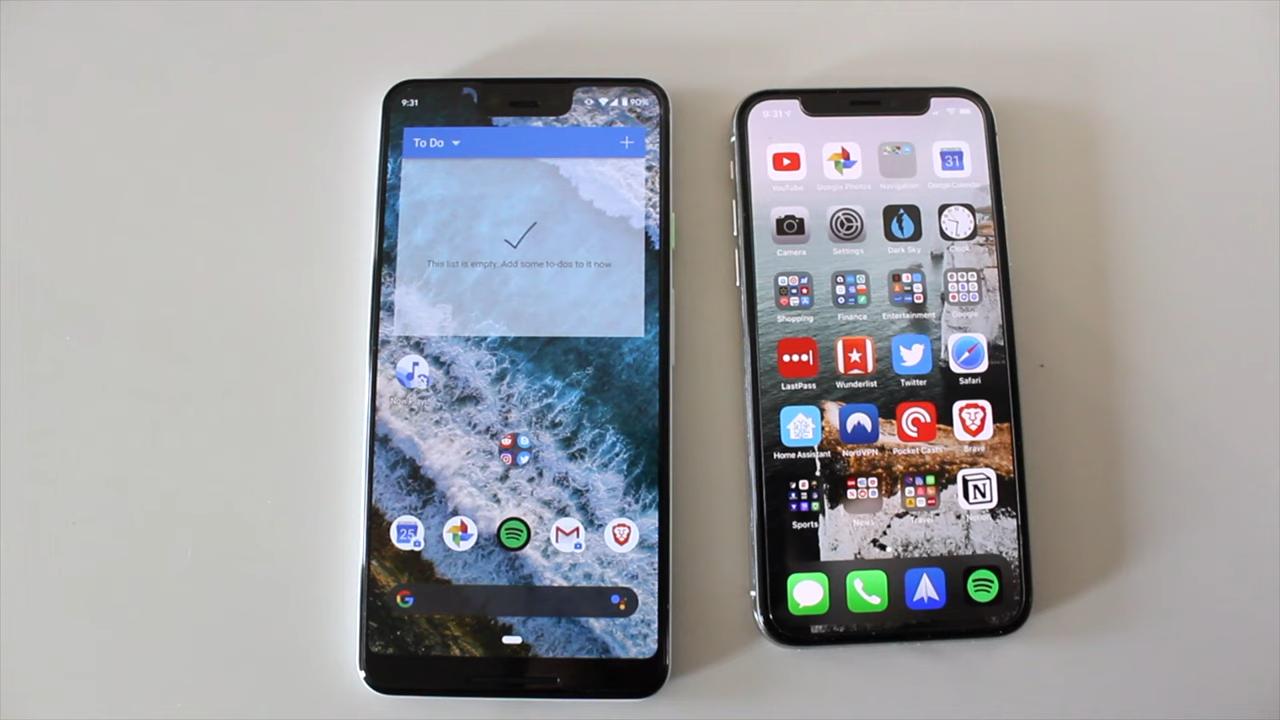 9:31
90%
To Do
This list is empty. Add some to-dos to it now
25
9:31
YouTube
Google Photos
Navigation
31
Google Calendar
Camera
Settings
Dark Sky
Clock
Shopping
Finance
Entertainment
Google
LastPass
Wunderlist
Twitter
Safari
Home Assistant
NordVPN
Pocket Casts
Brave
Sports
News
Travel
N
Notion